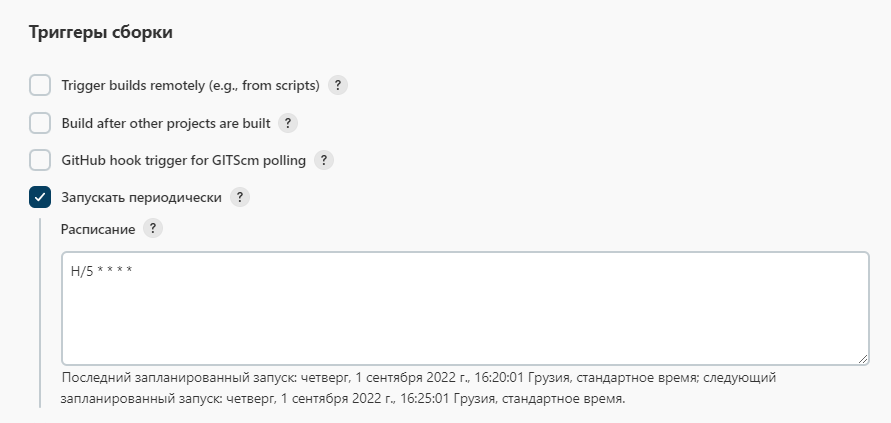 Триггеры сборки
Trigger builds remotely (e.g., from scripts) ?
Build after other projects are built ?
GitHub hook trigger for GITScm polling ?
Запускать периодически ?
Расписание ?
H/5 * * * *
Последний запланированный запуск: четверг, 1 сентября 2022 г., 16:20:01 Грузия, стандартное время; следующий
запланированный запуск: четверг, 1 сентября 2022 г., 16:25:01 Грузия, стандартное время.